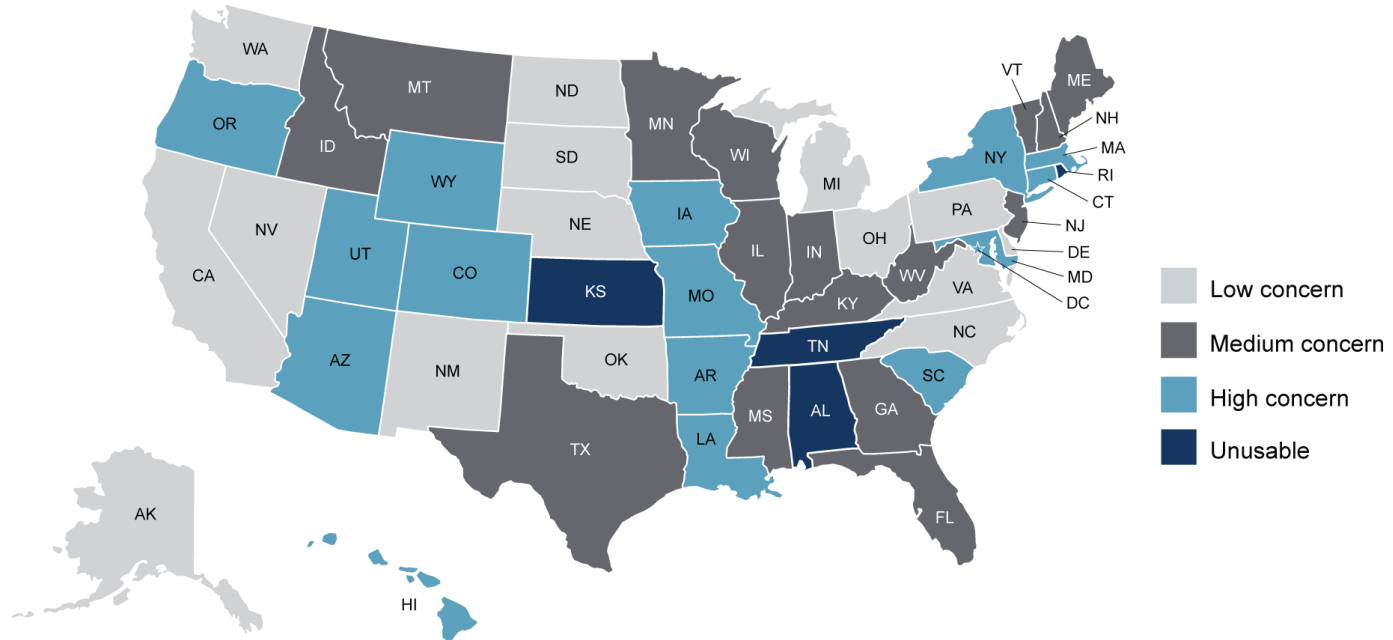 WA
MT
ND
MN
VT
ME
OR
ID
SD
WI
NH
WY
MI
NY
MA
RI
IA
NE
PA
CT
NV
NJ
UT
IL
IN
OH
DE
CO
WV
MD
CA
KS
MO
VA
DC
KY
Low concern
NC
Medium concern
TN
AZ
NM
OK
AR
SC
High concern
MS
AL
GA
LA
TX
Unusable
AK
FL
HI